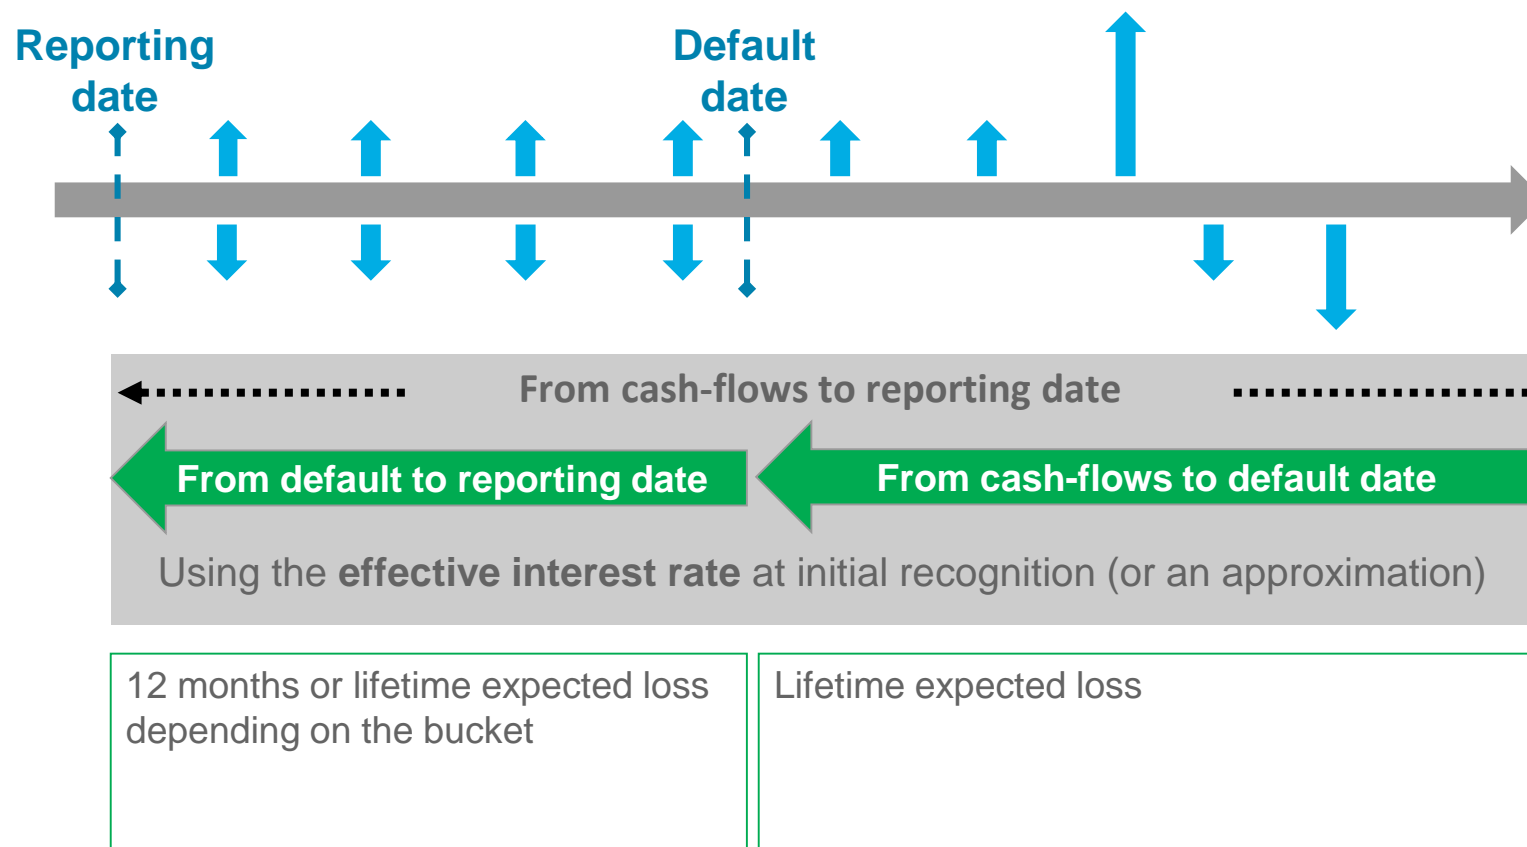 Reporting
date
Default
date
From cash-flows to reporting date
From default to reporting date
From cash-flows to default date
Using the effective interest rate at initial recognition (or an approximation)
12 months or lifetime expected loss
depending on the bucket
Lifetime expected loss